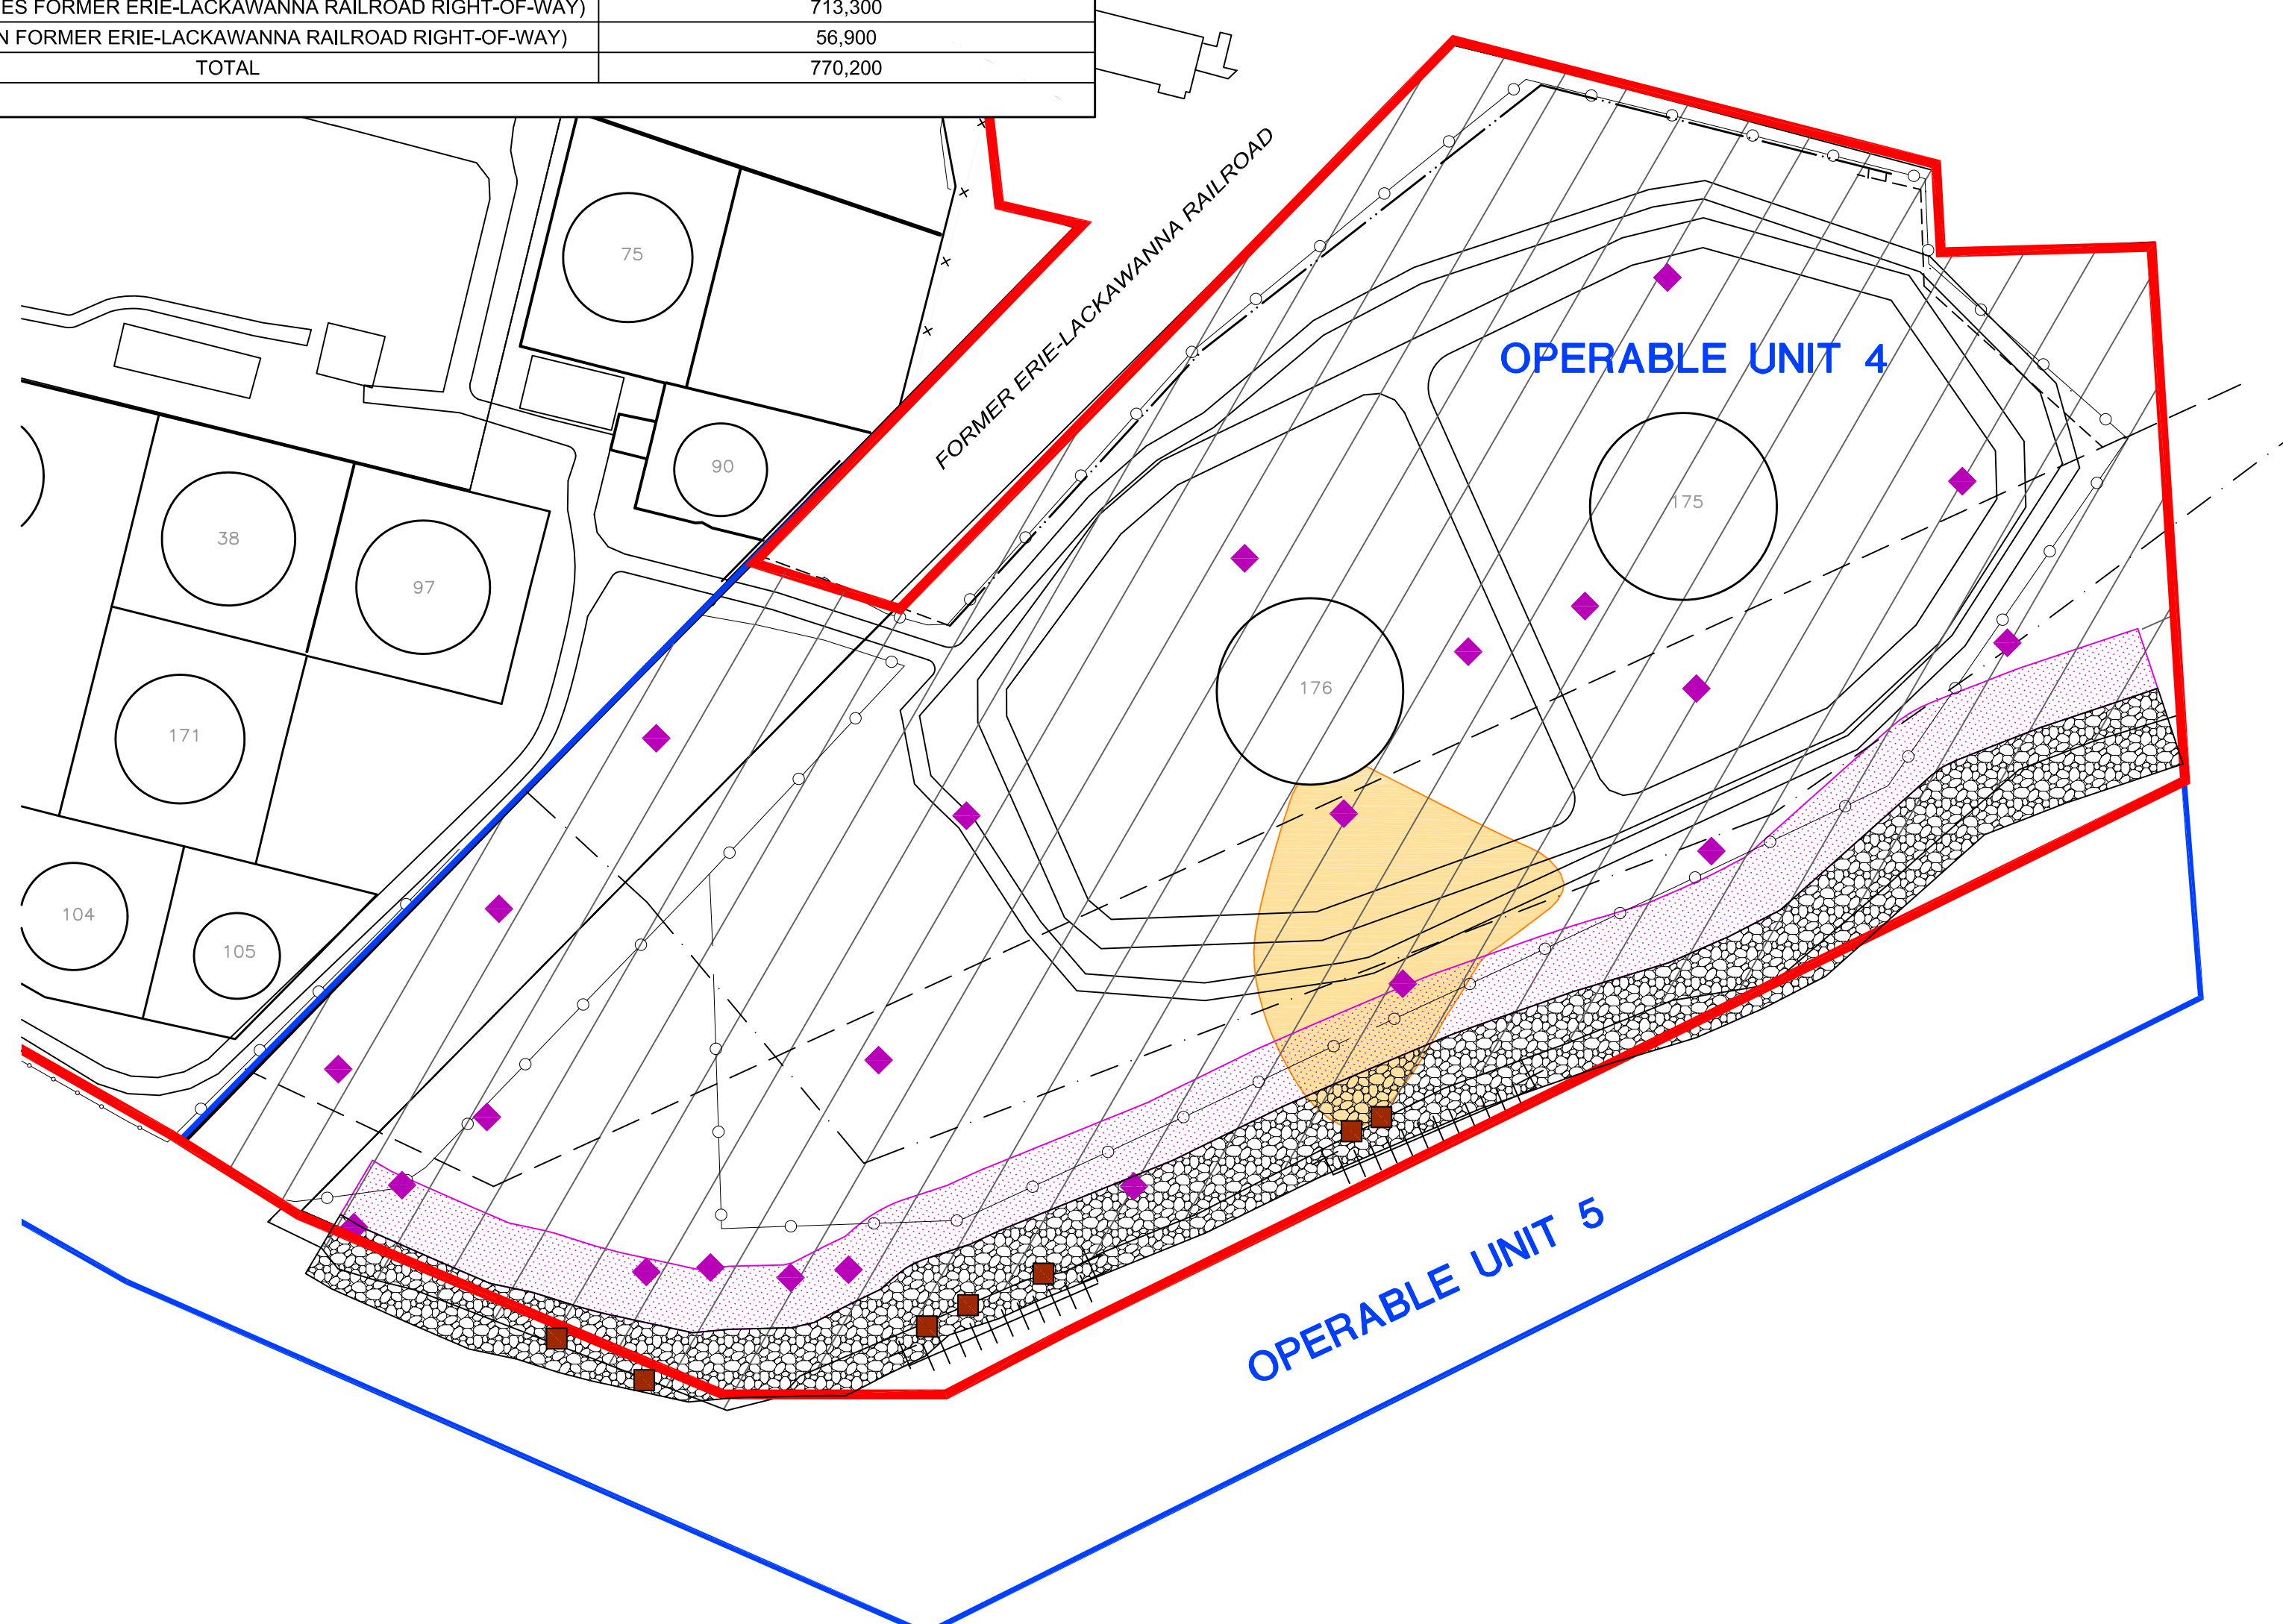 ES FORMER ERIE-LACKAWANNA RAILROAD RIGHT-OF-WAY) 713,300
N FORMER ERIE-LACKAWANNA RAILROAD RIGHT-OF-WAY) 56,900
TOTAL 770,200
FORMER ERIE-LACKAWANNA RAILROAD
75
OPERABLE UNIT 4
90
175
38
97
176
171
104
105
OPERABLE UNIT 5